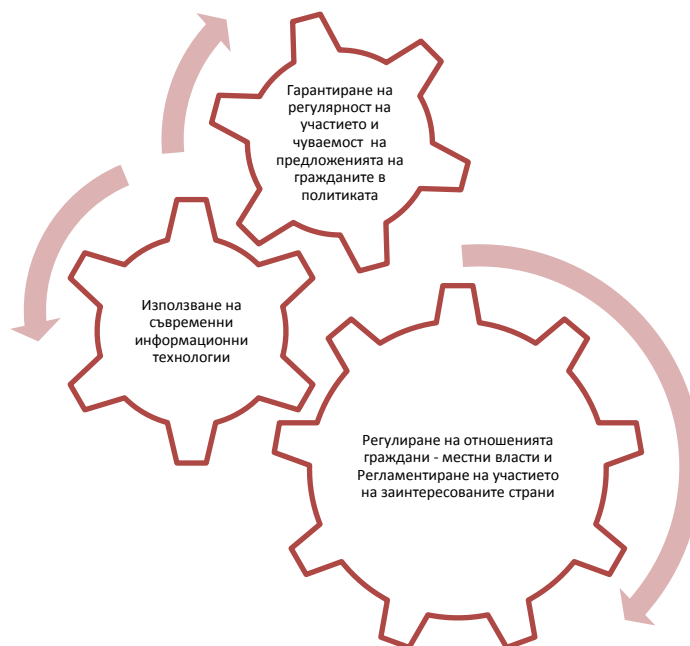 Гарантиране на
регулярност на
участието и
чуваемост на
предложенията на
гражданите в
политиката
Използване на
съвременни
информационни
технологии
Регулиране на отношенията
граждани - местни власти и
Регламентиране на участието
на заинтересованите страни